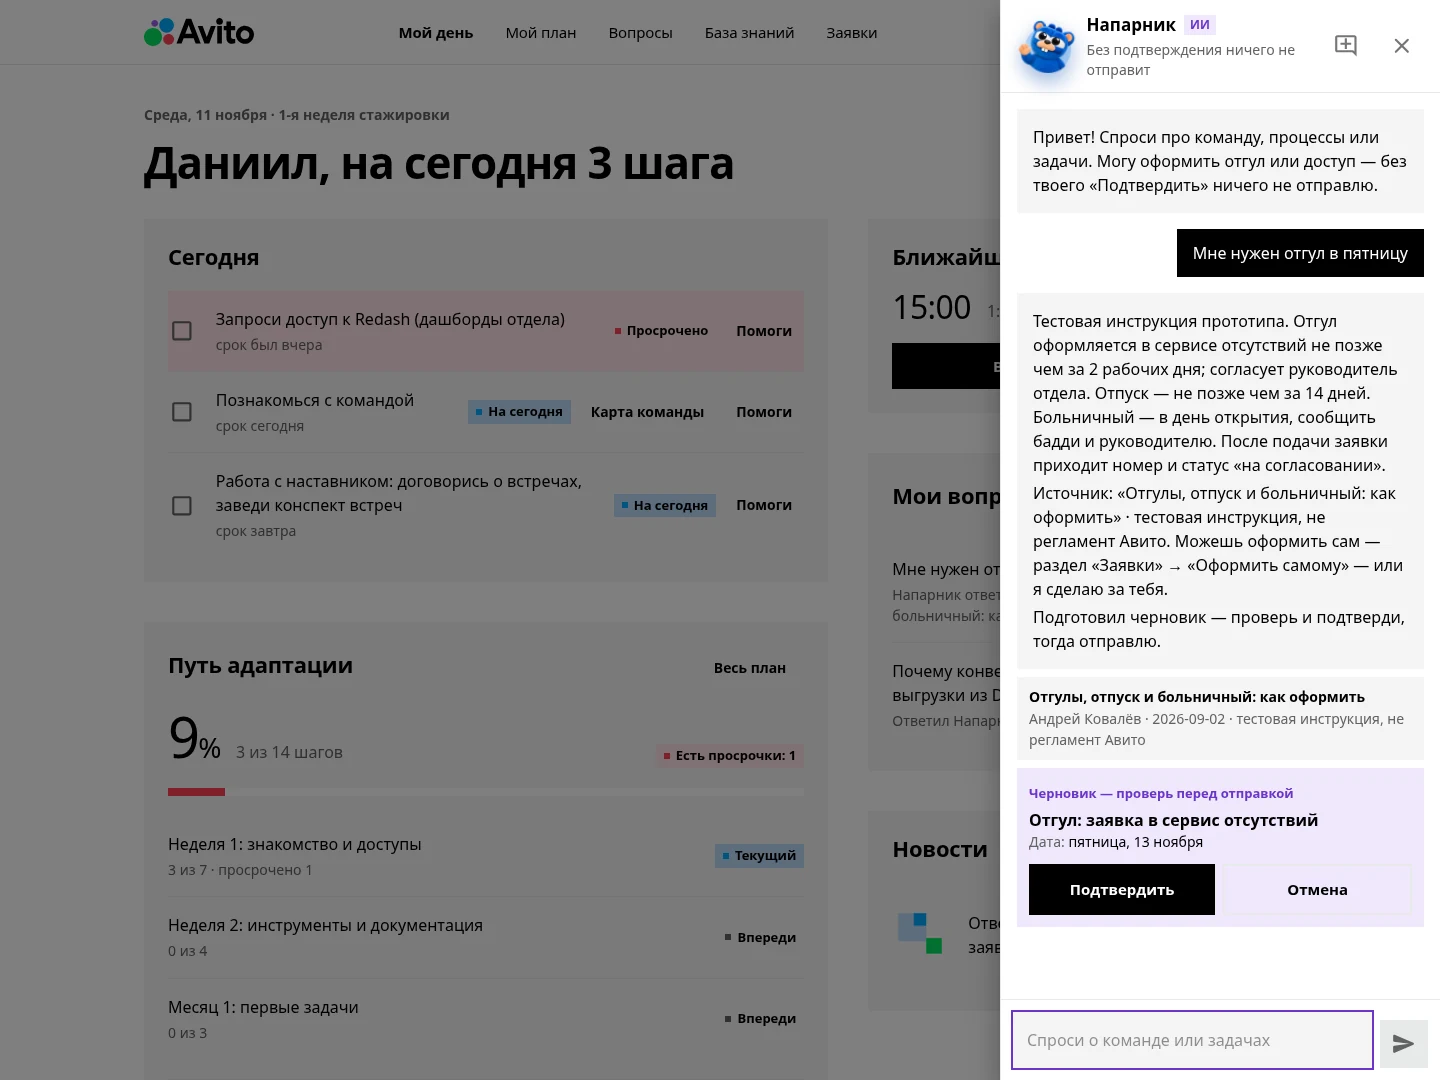 Avito
Мой день
Мой план
Вопросы
База знаний
Заявки
Среда, 11 ноября · 1-я неделя стажировки
Даниил, на сегодня 3 шага
Сегодня
Запроси доступ к Redash (дашборды отдела)
срок был вчера
Просрочено
Помоги
Познакомься с командой
срок сегодня
На сегодня
Карта команды
Помоги
Работа с наставником: договорись о встречах,
заведи конспект встреч
срок завтра
На сегодня
Помоги
Путь адаптации
Весь план
9%
3 из 14 шагов
Есть просрочки: 1
Неделя 1: знакомство и доступы
3 из 7 · просрочено 1
Текущий
Неделя 2: инструменты и документация
0 из 4
Впереди
Месяц 1: первые задачи
0 из 3
Впереди
15:00
Мои
Мне нужен
Напарник
больничный:
Почему
выгрузки из
Ответил
Новости
Напарник ИИ
Без подтверждения ничего не
отправит
Привет! Спроси про команду, процессы или
задачи. Могу оформить отгул или доступ — без
твоего «Подтвердить» ничего не отправлю.
Мне нужен отгул в пятницу
Тестовая инструкция прототипа. Отгул
оформляется в сервисе отсутствий не позже
чем за 2 рабочих дня; согласует руководитель
отдела. Отпуск — не позже чем за 14 дней.
Больничный — в день открытия, сообщить
бадди и руководителю. После подачи заявки
приходит номер и статус «на согласовании».
Источник: «Отгулы, отпуск и больничный: как
оформить» · тестовая инструкция, не
регламент Авито. Можешь оформить сам —
раздел «Заявки» → «Оформить самому» — или
я сделаю за тебя.
Подготовил черновик — проверь и подтверди,
тогда отправлю.
Отгулы, отпуск и больничный: как оформить
Андрей Ковалёв · 2026-09-02 · тестовая инструкция, не
регламент Авито
Черновик — проверь перед отправкой
Отгул: заявка в сервис отсутствий
Дата: пятница, 13 ноября
Подтвердить
Отмена
Спроси о команде или задачах